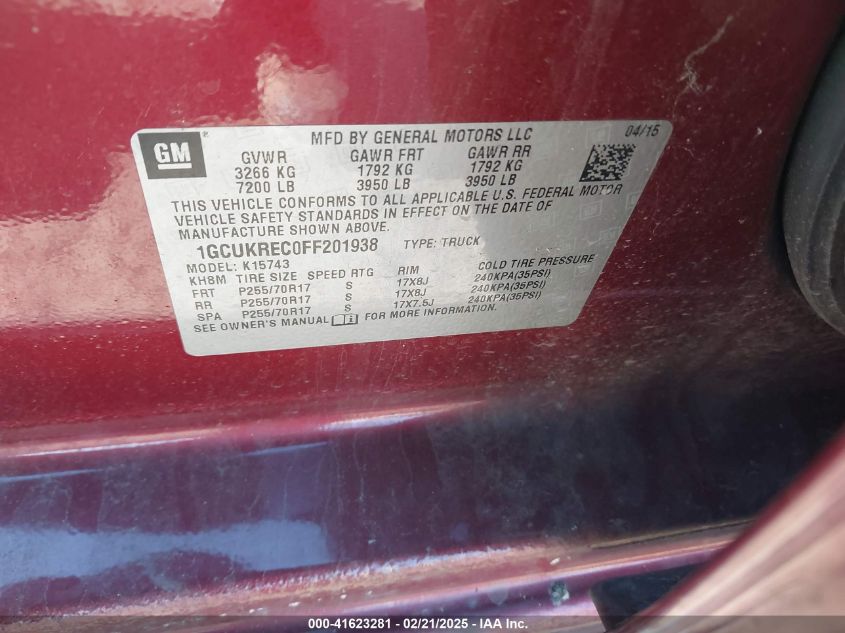 GM
MFD BY GENERAL MOTORS LLC 04/15
GVWR GAWR FRT GAWR RR
3266 KG 1792 KG 1792 KG
7200 LB 3950 LB 3950 LB
THIS VEHICLE CONFORMS TO ALL APPLICABLE U.S. FEDERAL MOTOR
VEHICLE SAFETY STANDARDS IN EFFECT ON THE DATE OF
MANUFACTURE SHOWN ABOVE.
1GCUKREC0FF201938 TYPE: TRUCK
MODEL: K15743
KH8M TIRE SIZE SPEED RTG RIM COLD TIRE PRESSURE
FRT P255/70R17 S 17X8J 240KPA(35PSI)
RR P255/70R17 S 17X8J 240KPA(35PSI)
SPA P255/70R17 S 17X7.5J 240KPA(35PSI)
SEE OWNER'S MANUAL FOR MORE INFORMATION.
000-41623281 - 02/21/2025 - IAA Inc.